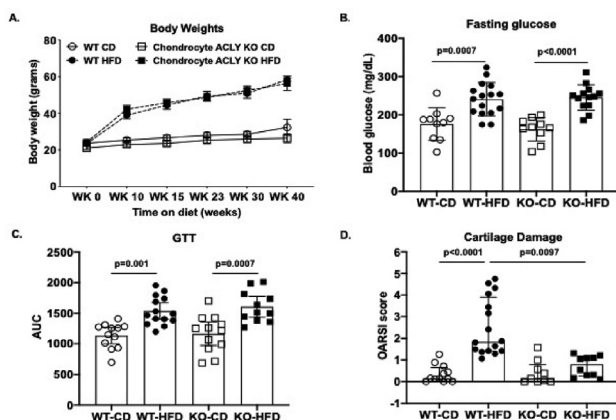 A.
Body Weights
WT CD
WT HFD
Chondrocyte ACLY KO CD
Chondrocyte ACLY KO HFD
80
60
40
20
0
Body weight (grams)
WK 0 WK 10 WK 15 WK 23 WK 30 WK 40
Time on diet (weeks)
B.
Fasting glucose
p=0.0007
p<0.0001
400
300
200
100
0
Blood glucose (mg/dL)
WT-CD WT-HFD KO-CD KO-HFD
C.
GTT
p=0.001
p=0.0007
2500
2000
1500
1000
500
0
AUC
WT-CD WT-HFD KO-CD KO-HFD
D.
Cartilage Damage
p<0.0001
p=0.0097
6
5
4
3
2
1
0
OARSI score
WT-CD WT-HFD KO-CD KO-HFD